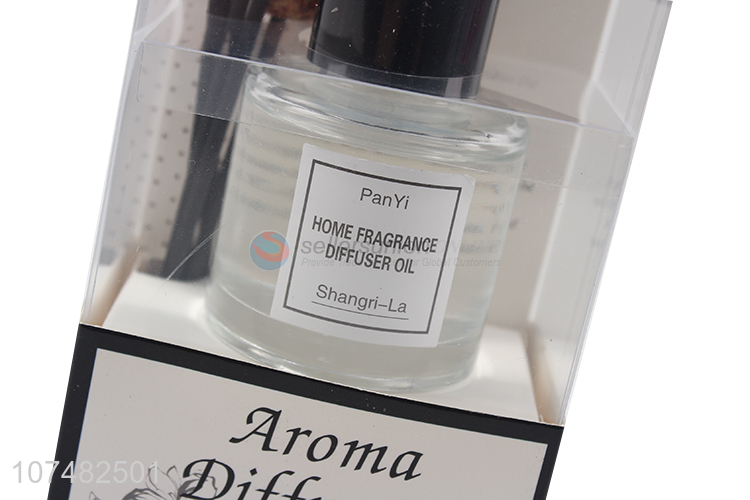 PanYi
HOME FRAGRANCE
DIFFUSER OIL
Shangri-La
Aroma
107482501